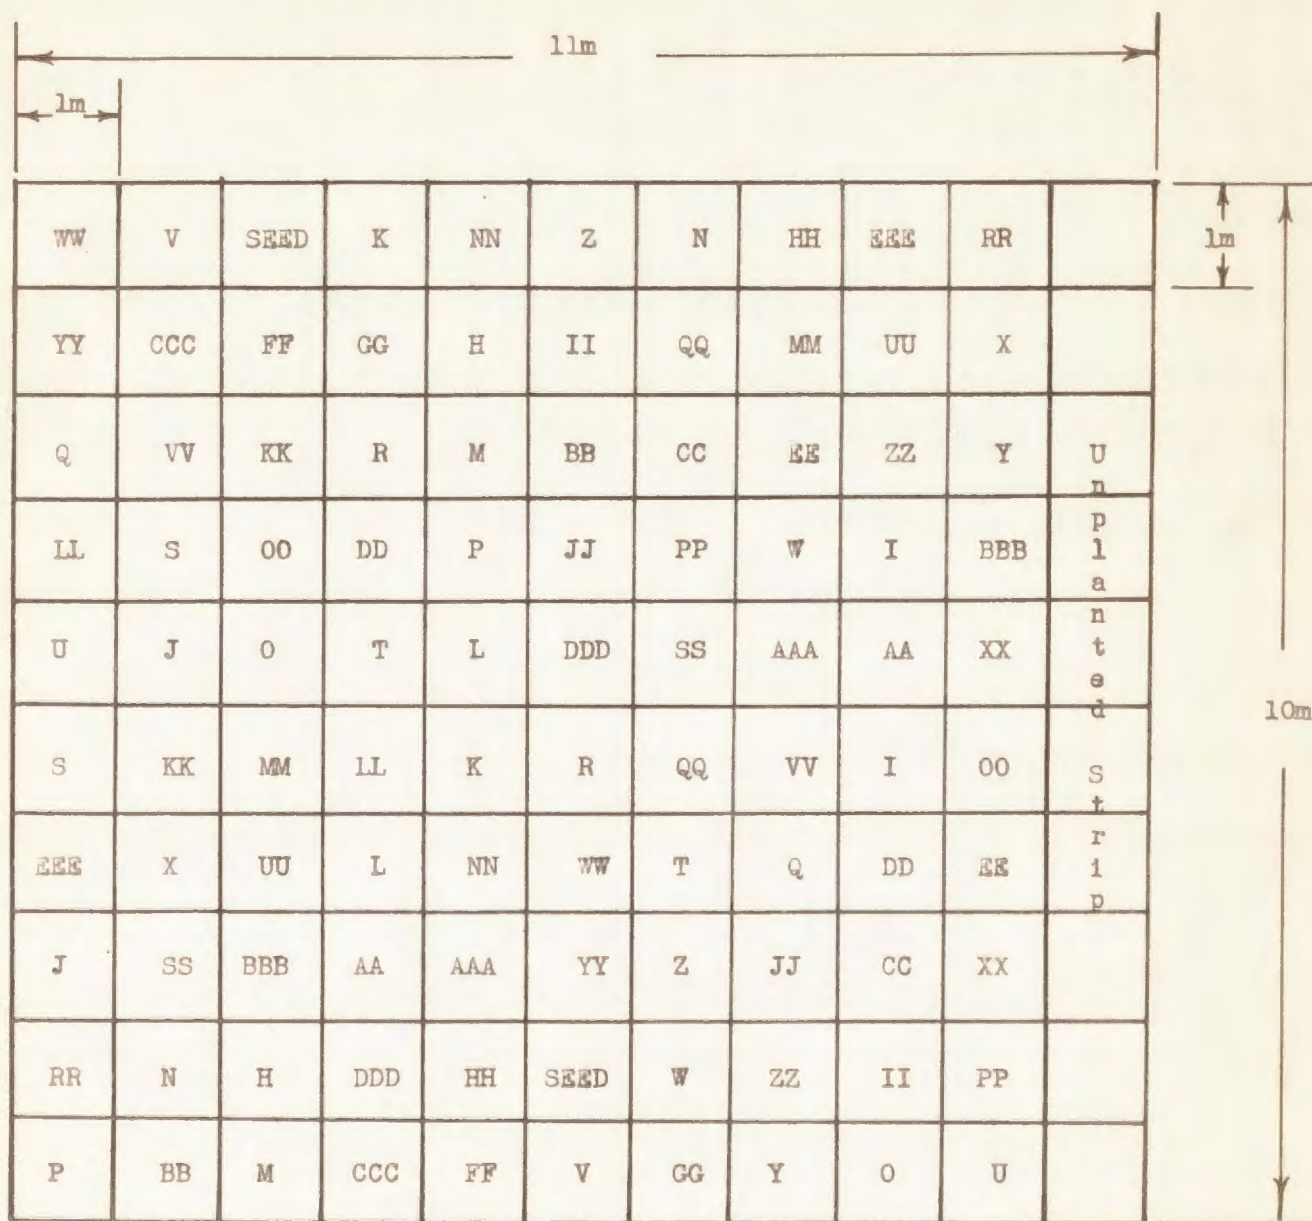 11m
1m
WW V SEED K NN Z N HH EEE RR
1m
YY CCC FF GG H II QQ MM UU X
Q VV KK R M BB CC EE ZZ Y
LL S OO DD P JJ PP W I BBB
U J O T L DDD SS AAA AA XX
S KK MM LL K R QQ VV I OO
10m
EEE X UU L NN WW T Q DD EE
J SS BBB AA AAA YY Z JJ CC XX
RR N H DDD HH SEED W ZZ II PP
P BB M CCC FF V GG Y O U
Unplanted Strip